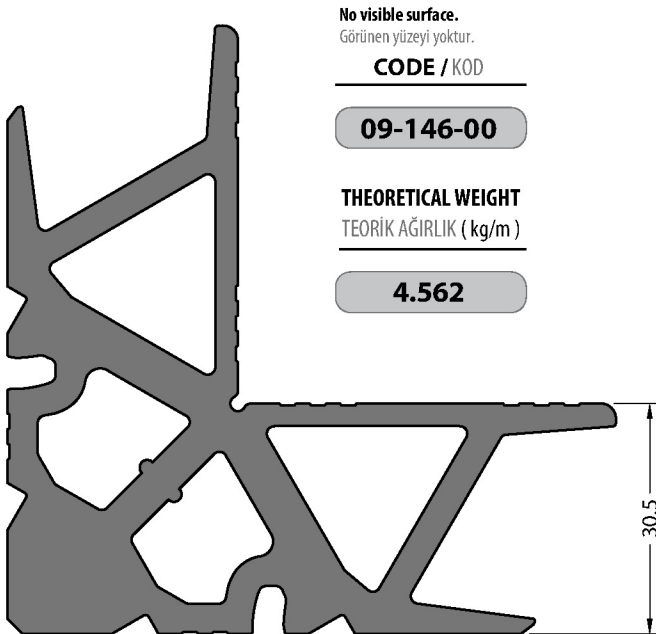 No visible surface.
Görünen yüzeyi yoktur.
CODE / KOD
09-146-00
THEORETICAL WEIGHT
TEORİK AĞIRLIK ( kg/m )
4.562
30.5